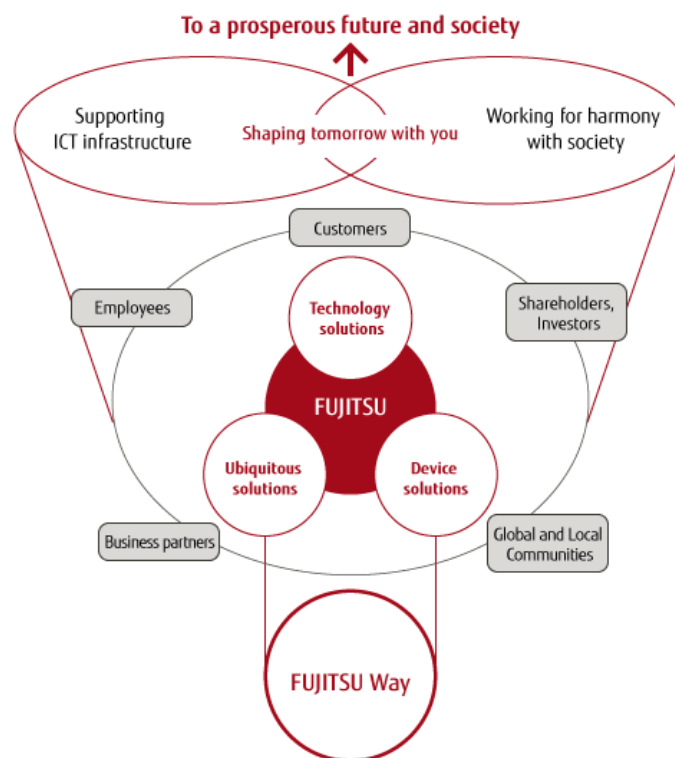 To a prosperous future and society
Supporting
ICT infrastructure
Shaping tomorrow with you
Working for harmony
with society
Customers
Employees
Shareholders,
Investors
Technology
solutions
FUJITSU
Ubiquitous
solutions
Device
solutions
Business partners
Global and Local
Communities
FUJITSU Way